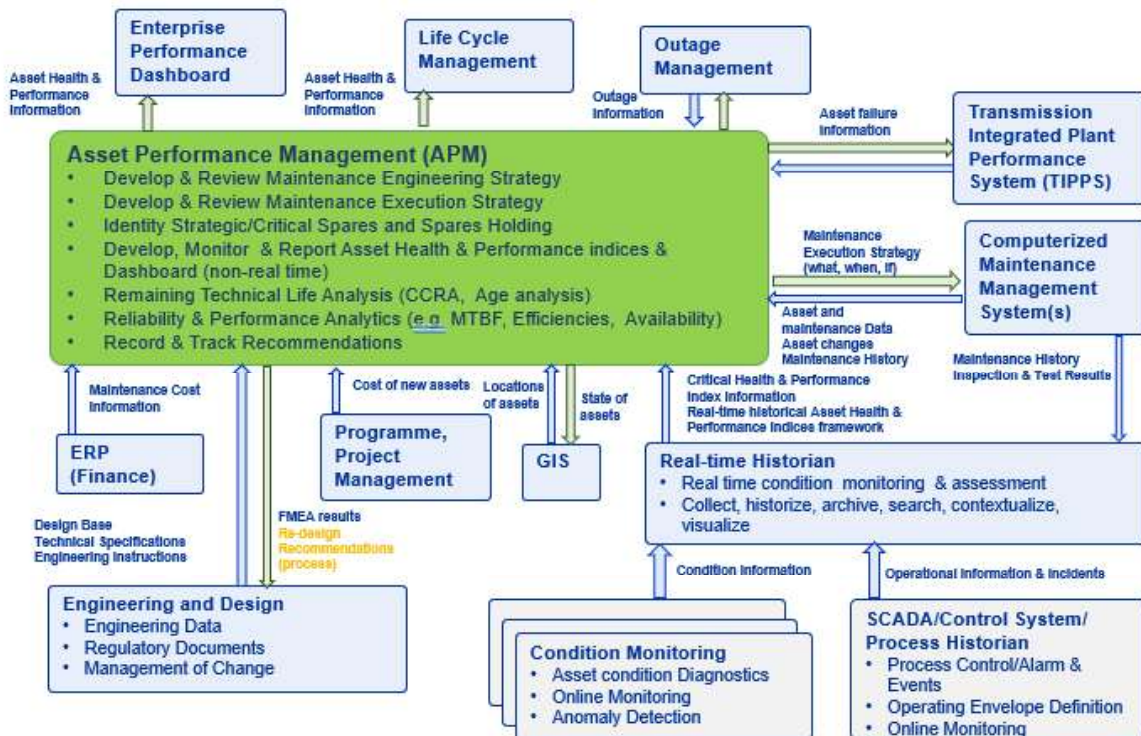 Enterprise
Performance
Dashboard
Life Cycle
Management
Outage
Management
Asset Health &
Performance
Information
Asset Health &
Performance
Information
Outage
Information
Asset failure
Information
Transmission
Integrated Plant
Performance
System (TIPPS)
Asset Performance Management (APM)
• Develop & Review Maintenance Engineering Strategy
• Develop & Review Maintenance Execution Strategy
• Identity Strategic/Critical Spares and Spares Holding
• Develop, Monitor & Report Asset Health & Performance indices &
Dashboard (non-real time)
• Remaining Technical Life Analysis (CCRA, Age analysis)
• Reliability & Performance Analytics (e.g. MTBF, Efficiencies, Availability)
• Record & Track Recommendations
Maintenance
Execution Strategy
(what, when, if)
Computerized
Maintenance
Management
System(s)
Asset and
maintenance Data
Asset changes
Maintenance History
Maintenance History
Inspection & Test Results
Maintenance Cost
Information
Cost of new assets
Locations
of assets
State of
assets
Critical Health & Performance
Index Information
Real-time historical Asset Health &
Performance Indices framework
ERP
(Finance)
Programme,
Project
Management
GIS
Real-time Historian
• Real time condition monitoring & assessment
• Collect, historize, archive, search, contextualize,
visualize
Design Base
Technical Specifications
Engineering Instructions
FMEA results
Re-design
Recommendations
(process)
Condition Information
Operational Information & Incidents
Engineering and Design
• Engineering Data
• Regulatory Documents
• Management of Change
Condition Monitoring
• Asset condition Diagnostics
• Online Monitoring
• Anomaly Detection
SCADA/Control System/
Process Historian
• Process Control/Alarm &
Events
• Operating Envelope Definition
• Online Monitoring